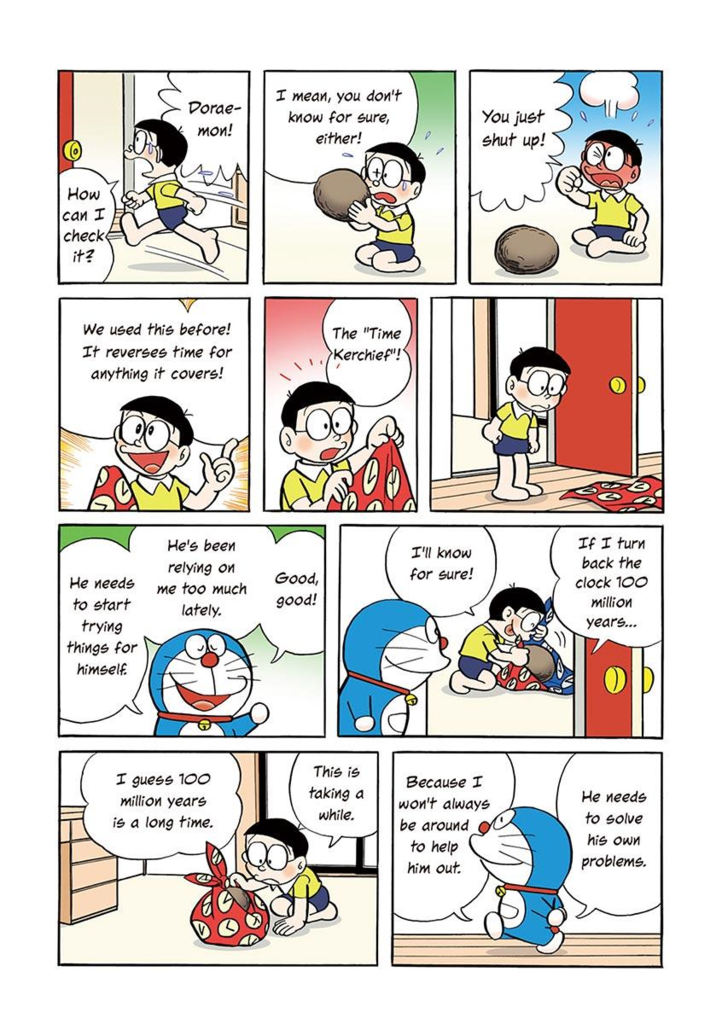 You just
shut up!
I mean, you don't
know for sure,
either!
Dorae-
mon!
How
can I
check
it?
The "Time
Kerchief"!
We used this before!
It reverses time for
anything it covers!
If I turn
back the
clock 100
million
years...
I'll know
for sure!
Good,
good!
He's been
relying on
me too much
lately.
He needs
to start
trying
things for
himself.
He needs
to solve
his own
problems.
Because I
won't always
be around
to help
him out.
This is
taking a
while.
I guess 100
million years
is a long time.